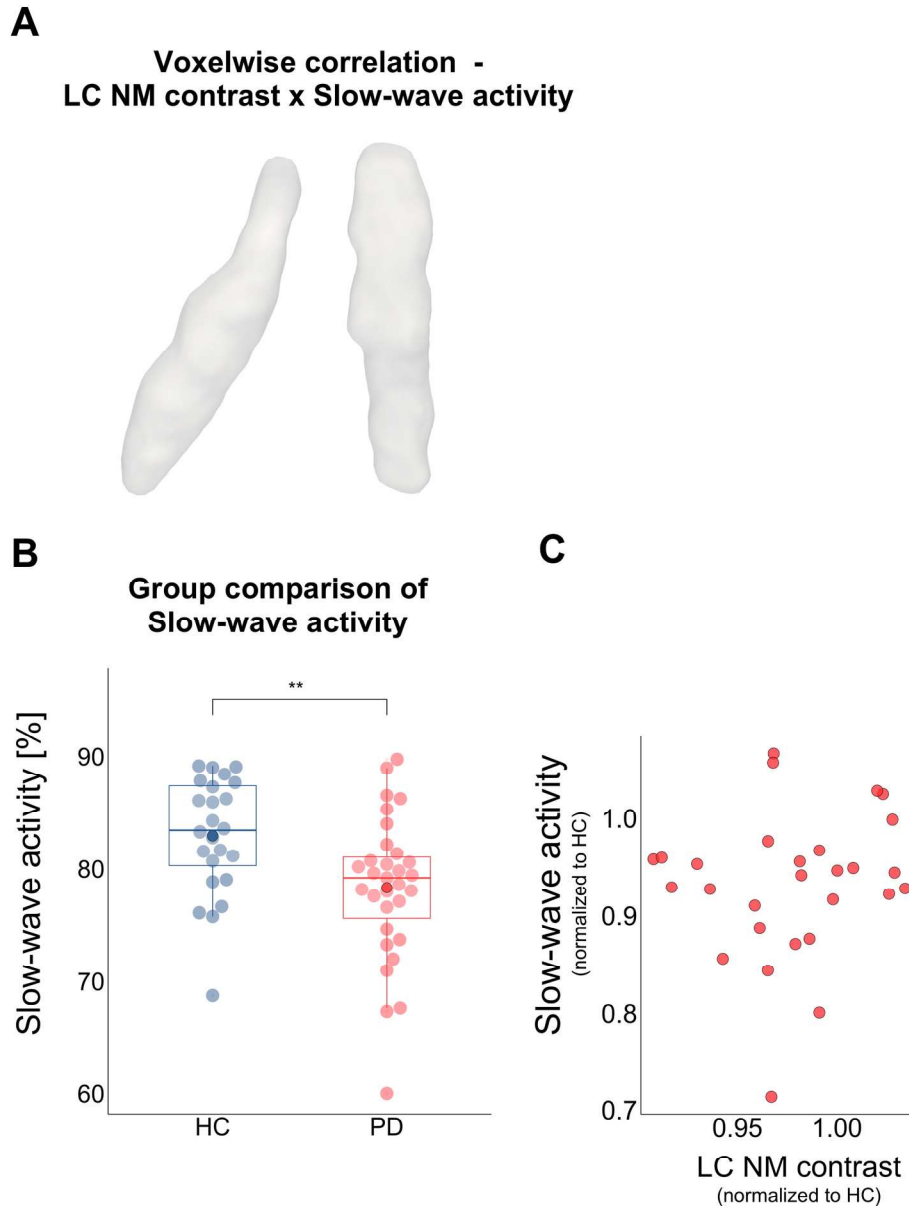 A
Voxelwise correlation -
LC NM contrast x Slow-wave activity
B
Group comparison of
Slow-wave activity
**
Slow-wave activity [%]
90
80
70
60
HC
PD
C
Slow-wave activity
(normalized to HC)
1.0
0.9
0.8
0.7
0.95
1.00
LC NM contrast
(normalized to HC)